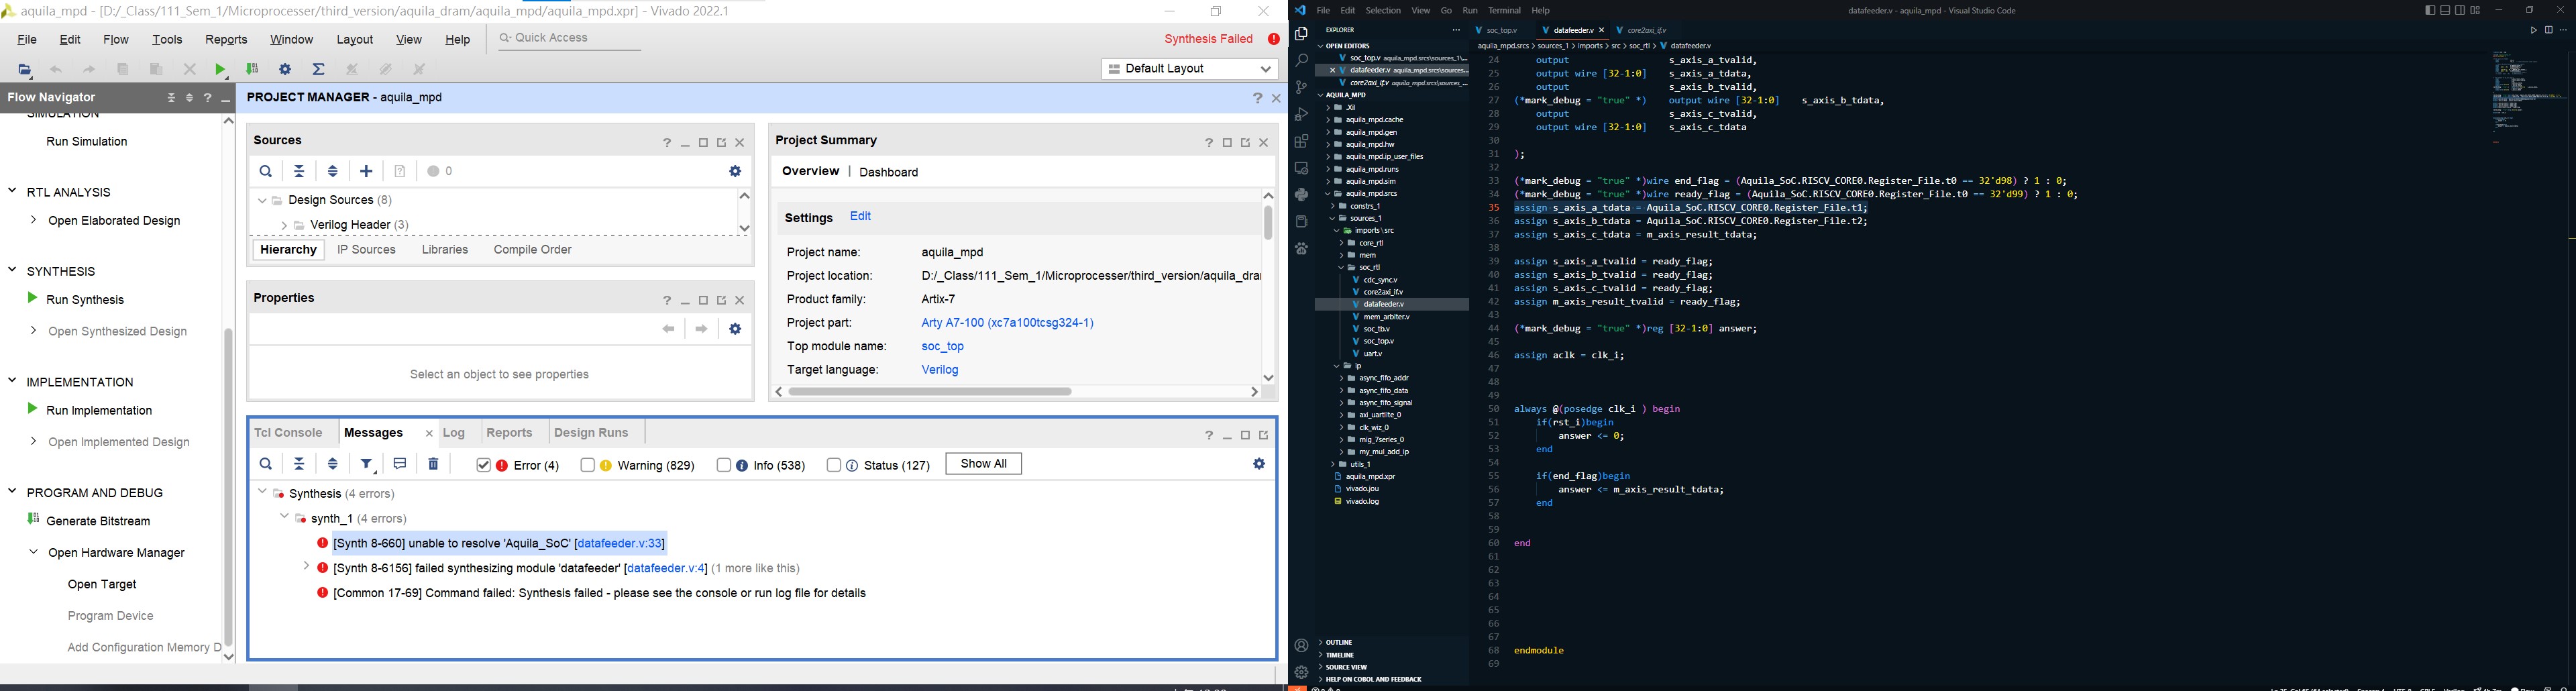 aquila_mpd - [D:/_Class/111_Sem_1/Microprocesser/third_version/aquila_dram/aquila_mpd/aquila_mpd.xpr] - Vivado 2022.1
File Edit Flow Tools Reports Window Layout View Help Quick Access
Synthesis Failed
Default Layout
Flow Navigator
SIMULATION
Run Simulation
RTL ANALYSIS
Open Elaborated Design
SYNTHESIS
Run Synthesis
Open Synthesized Design
IMPLEMENTATION
Run Implementation
Open Implemented Design
PROGRAM AND DEBUG
Generate Bitstream
Open Hardware Manager
Open Target
Program Device
Add Configuration Memory D
PROJECT MANAGER - aquila_mpd
Sources
0
Design Sources (8)
Verilog Header (3)
Hierarchy IP Sources Libraries Compile Order
Properties
Select an object to see properties
Project Summary
Overview | Dashboard
Settings Edit
Project name: aquila_mpd
Project location: D:/_Class/111_Sem_1/Microprocesser/third_version/aquila_dra
Product family: Artix-7
Project part: Arty A7-100 (xc7a100tcsg324-1)
Top module name: soc_top
Target language: Verilog
Tcl Console Messages Log Reports Design Runs
Error (4) Warning (829) Info (538) Status (127) Show All
Synthesis (4 errors)
synth_1 (4 errors)
[Synth 8-660] unable to resolve 'Aquila_SoC' [datafeeder.v:33]
[Synth 8-6156] failed synthesizing module 'datafeeder' [datafeeder.v:4] (1 more like this)
[Common 17-69] Command failed: Synthesis failed - please see the console or run log file for details
File Edit Selection View Go Run Terminal Help
datafeeder.v - aquila_mpd - Visual Studio Code
EXPLORER
OPEN EDITORS
soc_top.v aquila_mpd.srcs\sources_1\...
datafeeder.v aquila_mpd.srcs\sources...
core2axi_if.v aquila_mpd.srcs\sources_...
AQUILA_MPD
.Xil
aquila_mpd.cache
aquila_mpd.gen
aquila_mpd.hw
aquila_mpd.ip_user_files
aquila_mpd.runs
aquila_mpd.sim
aquila_mpd.srcs
constrs_1
sources_1
imports\src
core_rtl
mem
soc_rtl
cdc_sync.v
core2axi_if.v
datafeeder.v
mem_arbiter.v
soc_tb.v
soc_top.v
uart.v
ip
async_fifo_addr
async_fifo_data
async_fifo_signal
axi_uartlite_0
clk_wiz_0
mig_7series_0
my_mul_add_ip
utils_1
aquila_mpd.xpr
vivado.jou
vivado.log
OUTLINE
TIMELINE
SOURCE VIEW
HELP ON COBOL AND FEEDBACK
soc_top.v datafeeder.v core2axi_if.v
aquila_mpd.srcs > sources_1 > imports > src > soc_rtl > datafeeder.v
24 output s_axis_a_tvalid,
25 output wire [32-1:0] s_axis_a_tdata,
26 output s_axis_b_tvalid,
27 (*mark_debug = "true" *) output wire [32-1:0] s_axis_b_tdata,
28 output s_axis_c_tvalid,
29 output wire [32-1:0] s_axis_c_tdata
30
31 );
32
33 (*mark_debug = "true" *)wire end_flag = (Aquila_SoC.RISCV_CORE0.Register_File.t0 == 32'd98) ? 1 : 0;
34 (*mark_debug = "true" *)wire ready_flag = (Aquila_SoC.RISCV_CORE0.Register_File.t0 == 32'd99) ? 1 : 0;
35 assign s_axis_a_tdata = Aquila_SoC.RISCV_CORE0.Register_File.t1;
36 assign s_axis_b_tdata = Aquila_SoC.RISCV_CORE0.Register_File.t2;
37 assign s_axis_c_tdata = m_axis_result_tdata;
38
39 assign s_axis_a_tvalid = ready_flag;
40 assign s_axis_b_tvalid = ready_flag;
41 assign s_axis_c_tvalid = ready_flag;
42 assign m_axis_result_tvalid = ready_flag;
43
44 (*mark_debug = "true" *)reg [32-1:0] answer;
45
46 assign aclk = clk_i;
47
48
49
50 always @(posedge clk_i ) begin
51 if(rst_i)begin
52 answer <= 0;
53 end
54
55 if(end_flag)begin
56 answer <= m_axis_result_tdata;
57 end
58
59
60 end
61
62
63
64
65
66
67
68 endmodule
69